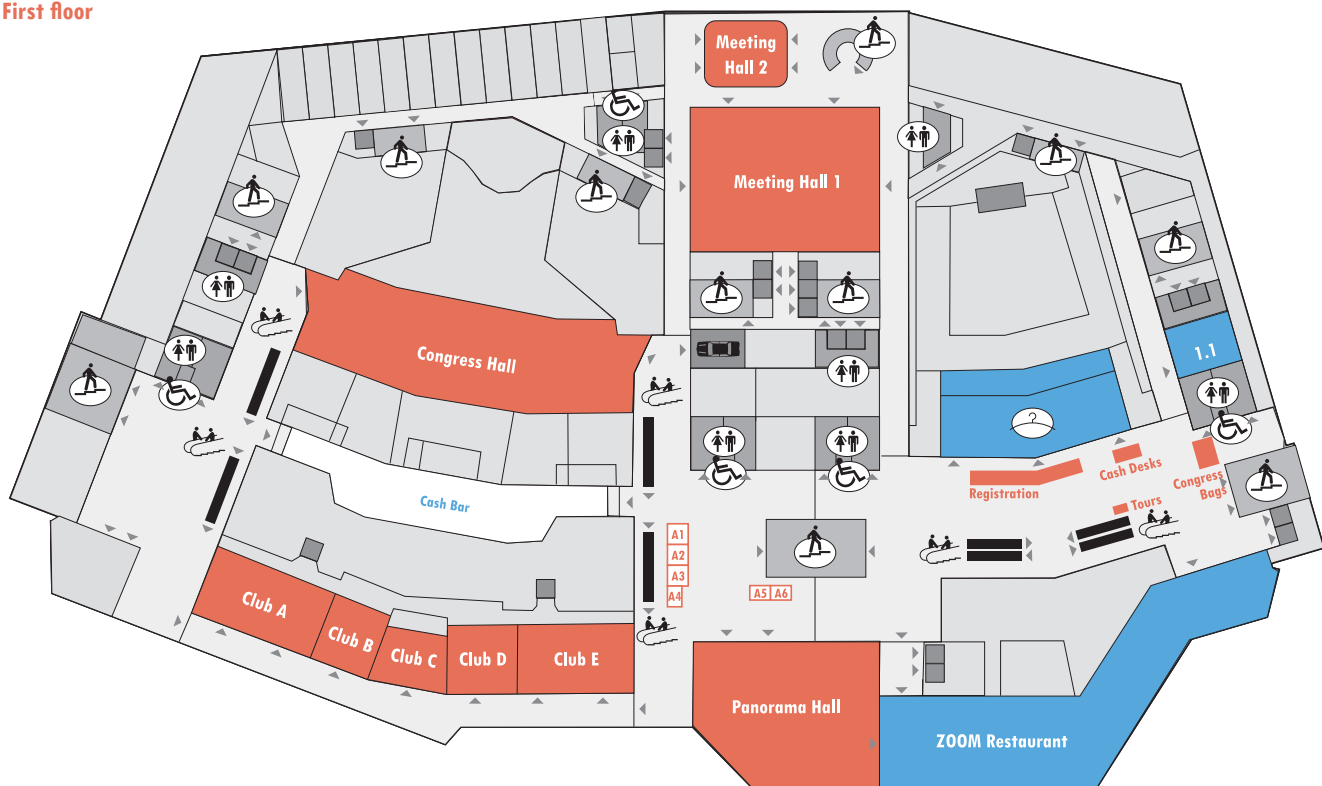 First floor
Meeting
Hall 2
Meeting Hall 1
Congress Hall
1.1
?
Cash Desks
Registration
Congress
Bags
Tours
Cash Bar
A1
A2
A3
A4
A5 A6
Club A
Club B
Club C
Club D
Club E
Panorama Hall
ZOOM Restaurant